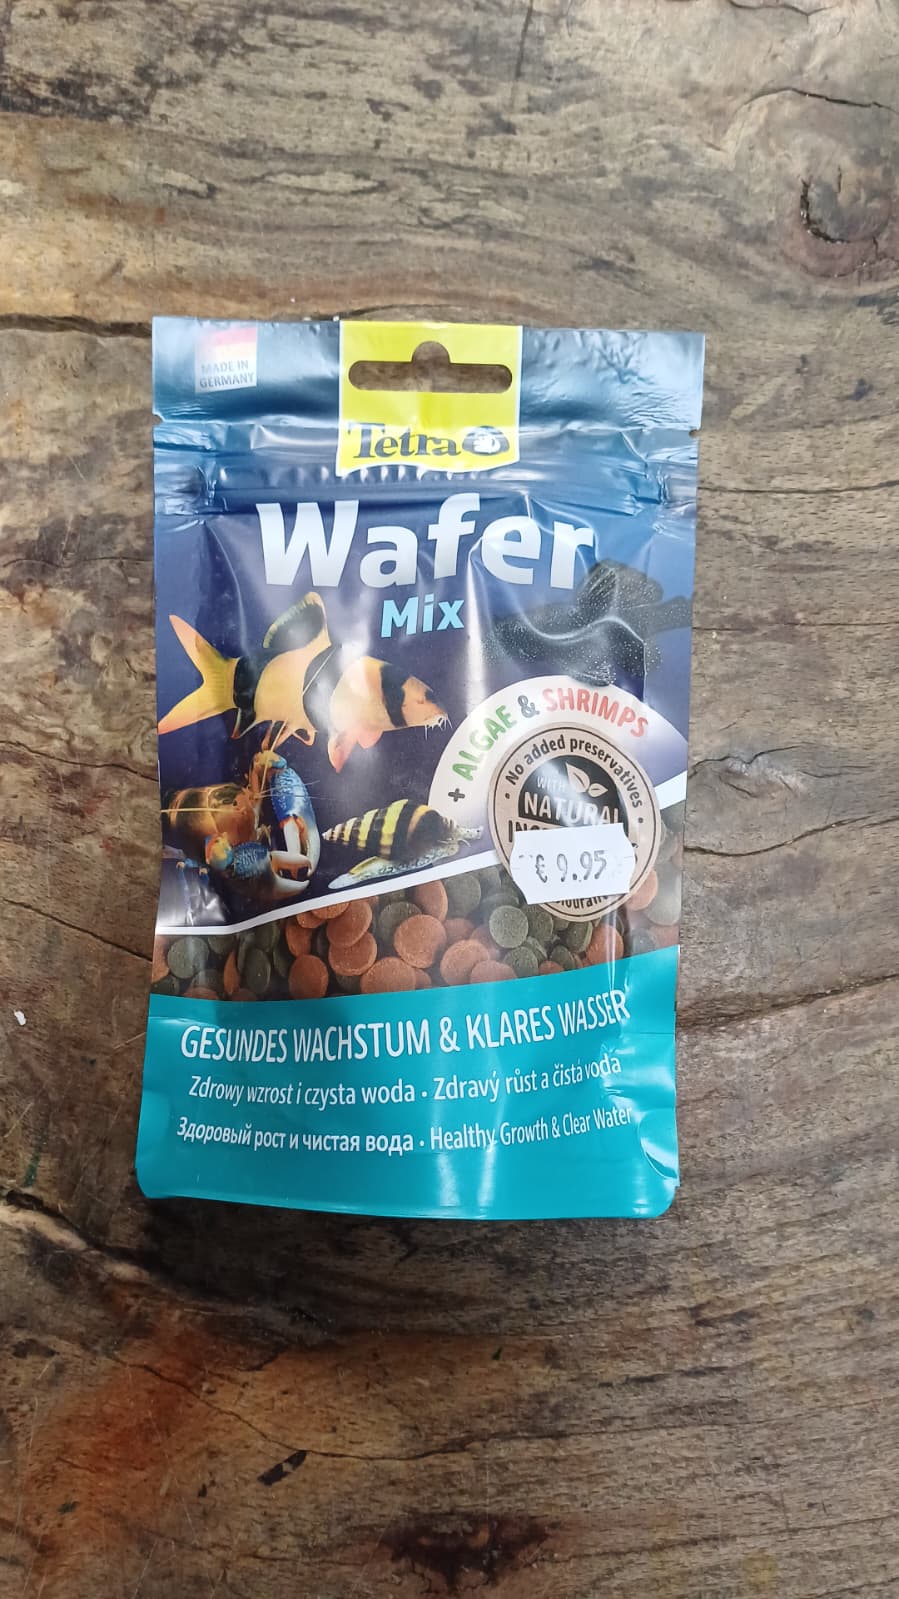 MADE IN
GERMANY
Tetra
Wafer
Mix
+ ALGAE & SHRIMPS
No added preservatives
WITH
NATURAL
€ 9.95
GESUNDES WACHSTUM & KLARES WASSER
Zdrowy wzrost i czysta woda • Zdravý růst a čistá voda
Здоровый рост и чистая вода • Healthy Growth & Clear Water